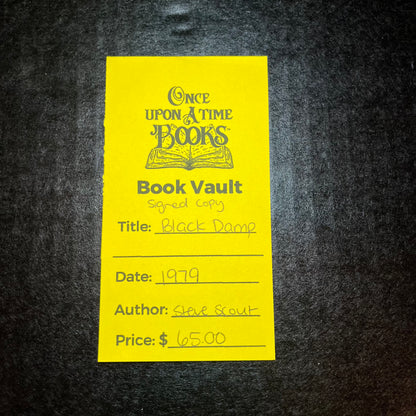 ONCE
UPON A TIME
BOOKS
Book Vault
Signed Copy
Title: Black Damp
Date: 1979
Author: Steve Scout
Price: $ 65.00